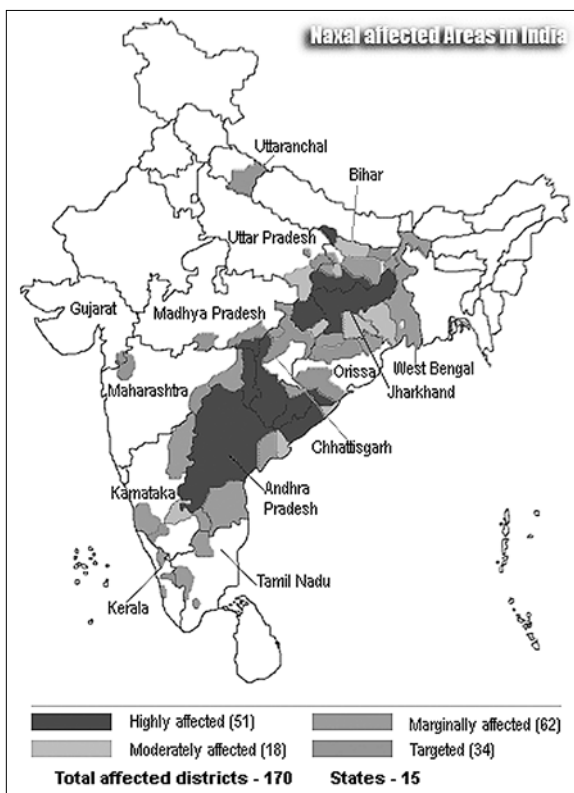 Naxal affected Areas in India
Uttaranchal
Bihar
Uttar Pradesh
Gujarat
Madhya Pradesh
West Bengal
Orissa
Jharkhand
Maharashtra
Chhattisgarh
Karnataka
Andhra
Pradesh
Tamil Nadu
Kerala
Highly affected (51)
Marginally affected (62)
Moderately affected (18)
Targeted (34)
Total affected districts - 170 States - 15